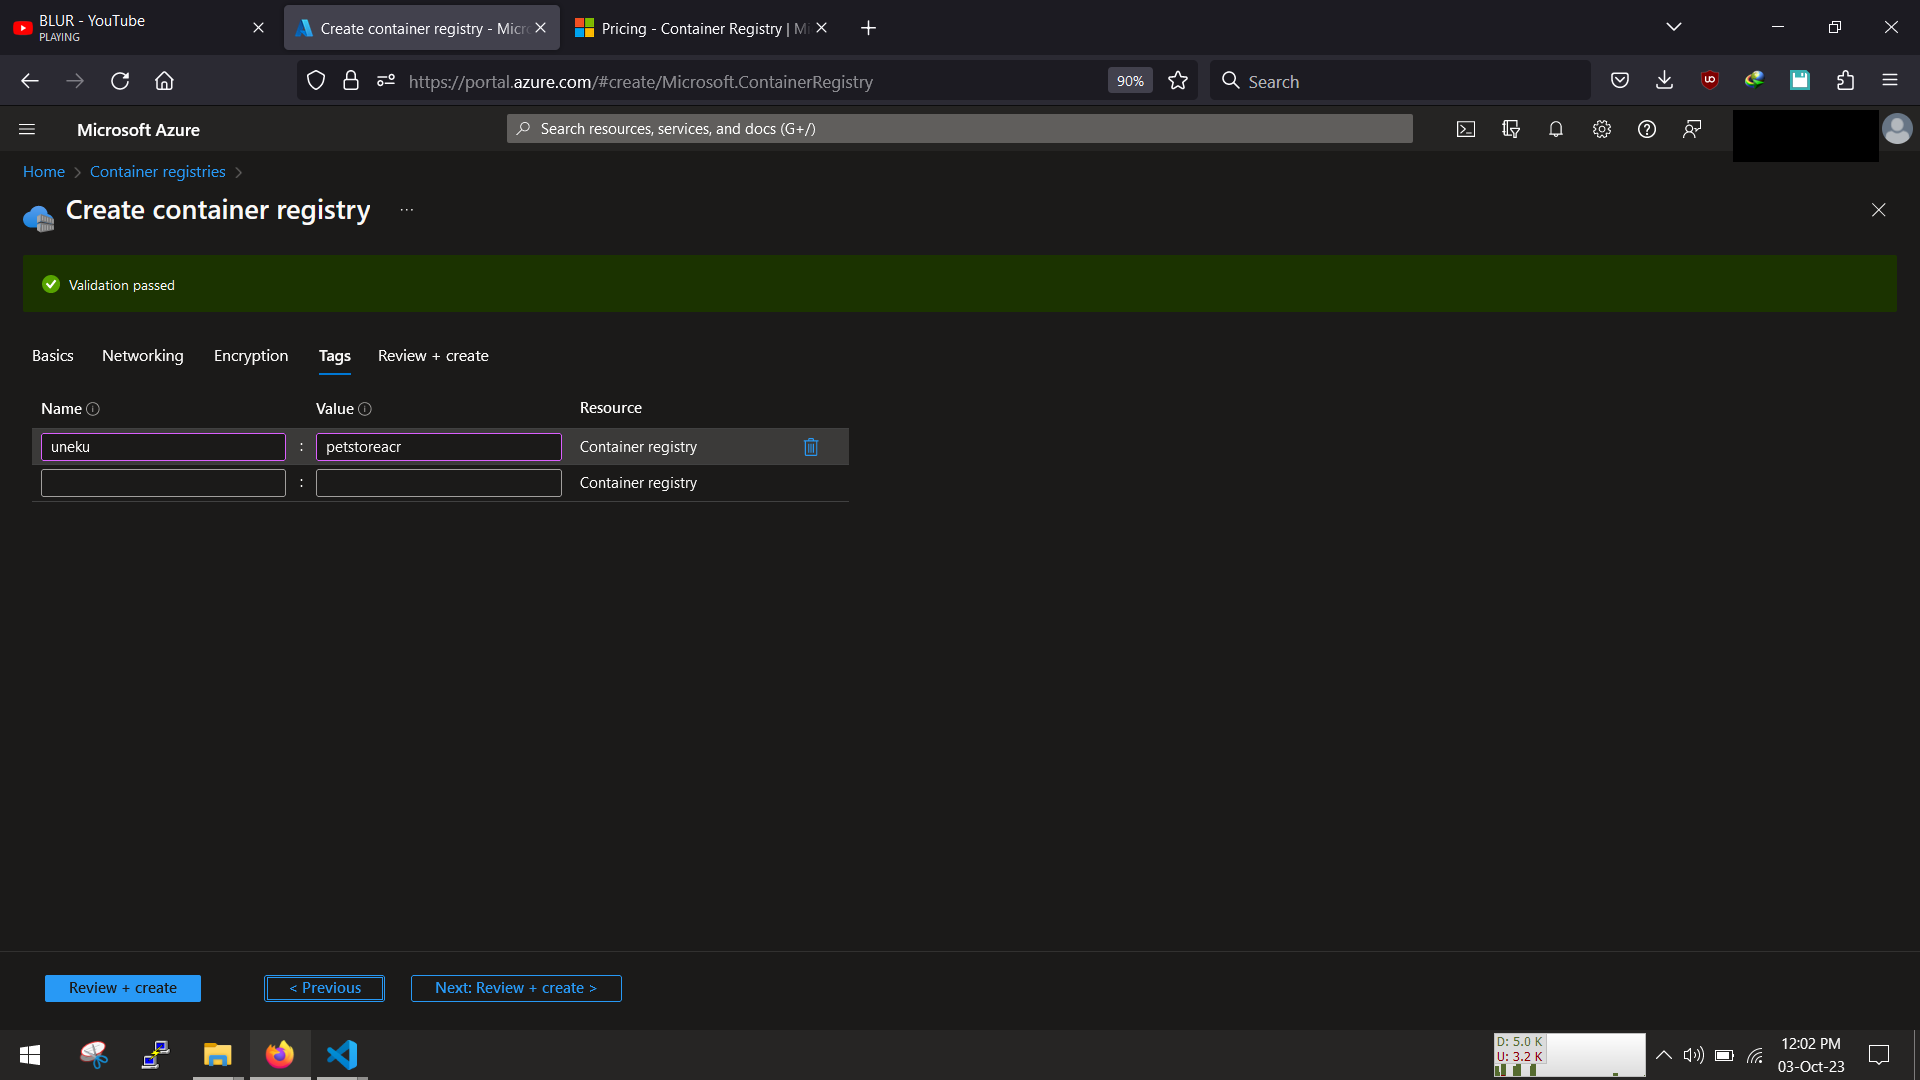 BLUR - YouTube
PLAYING
Create container registry - Micro
Pricing - Container Registry | Mi
https://portal.azure.com/#create/Microsoft.ContainerRegistry
90%
Search
Microsoft Azure
Search resources, services, and docs (G+/)
Home > Container registries >
Create container registry ...
Validation passed
Basics Networking Encryption Tags Review + create
Name Value Resource
uneku : petstoreacr Container registry
: Container registry
Review + create < Previous Next: Review + create >
D: 5.0 K
U: 3.2 K
12:02 PM
03-Oct-23